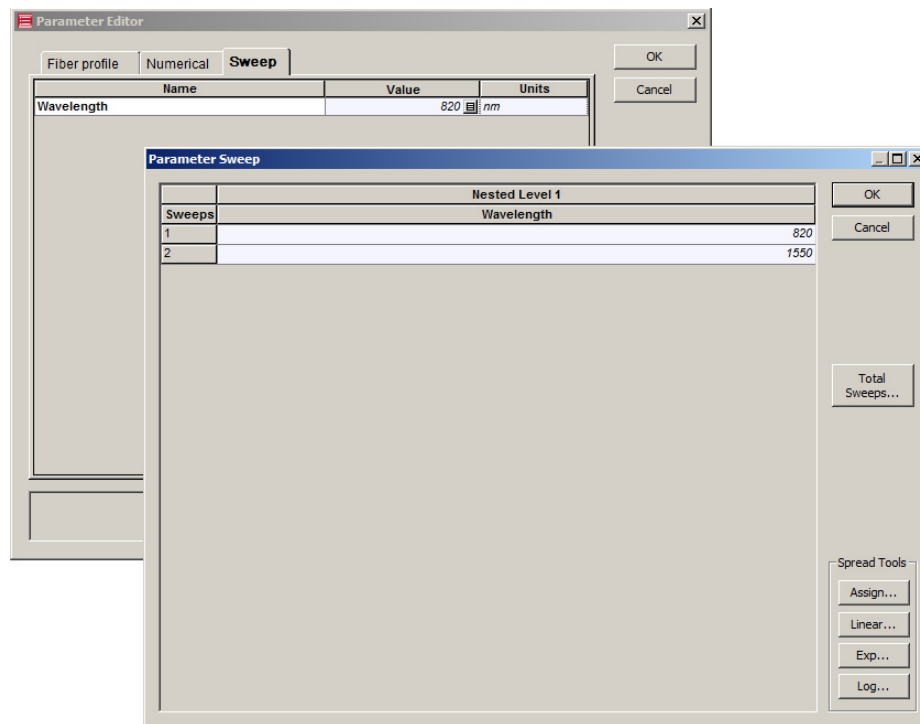 Parameter Editor
Fiber profile Numerical Sweep
OK
Cancel
Name Value Units
Wavelength 820 nm
Parameter Sweep
Nested Level 1
Sweeps Wavelength
1 820
2 1550
OK
Cancel
Total
Sweeps...
Spread Tools
Assign...
Linear...
Exp...
Log...